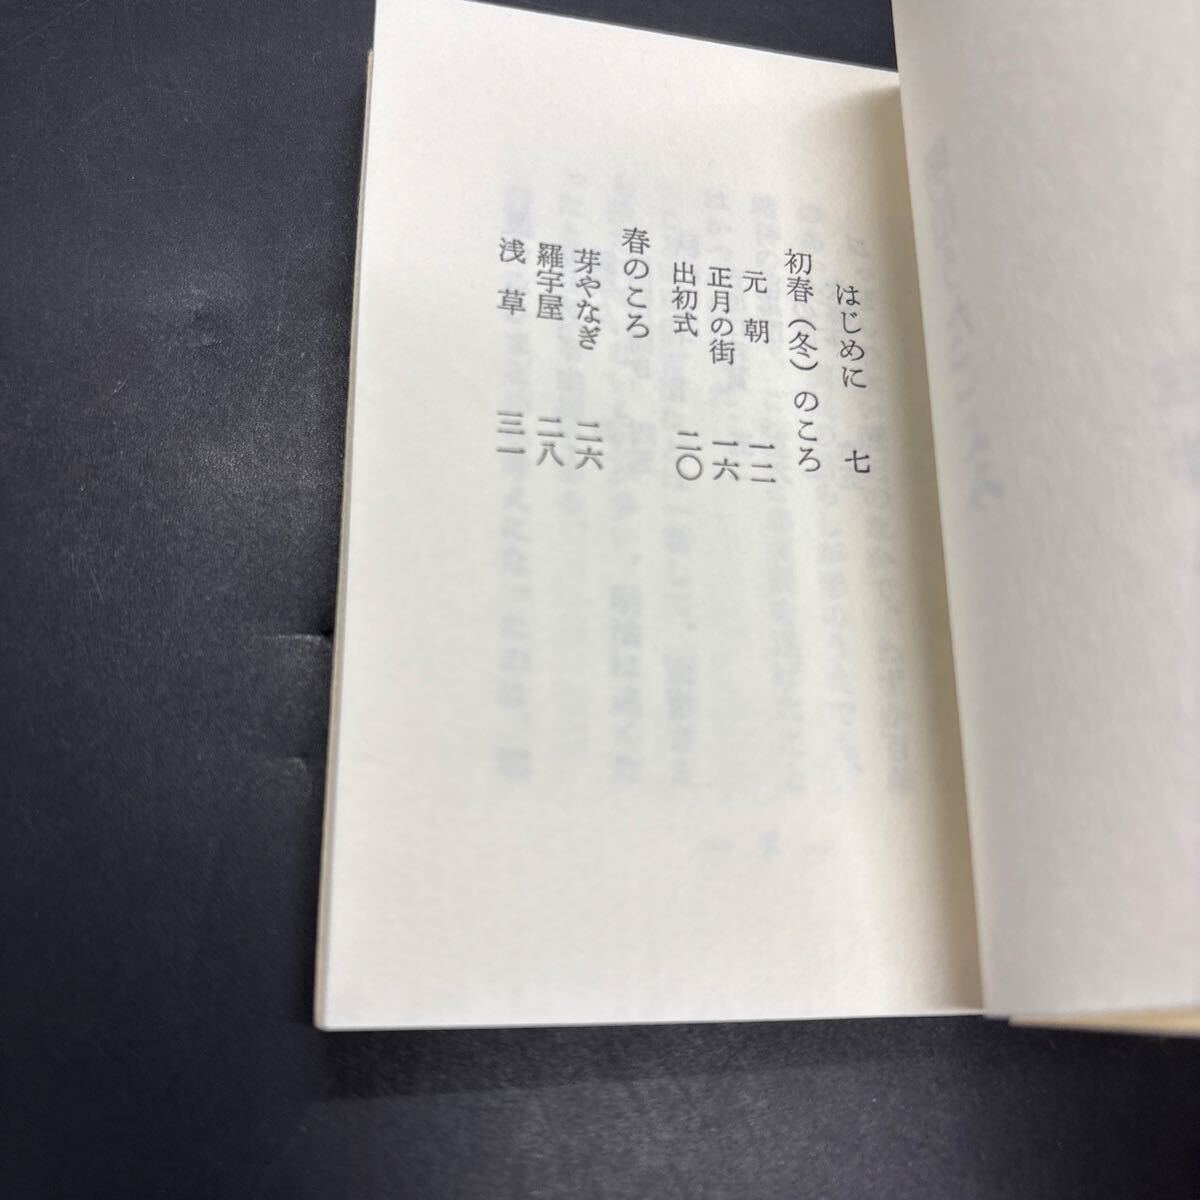 はじめに 七
初春（冬）のころ
元朝 一二
正月の街 一六
出初式 二〇
春のころ
芽やなぎ 二六
羅宇屋 二八
浅草 三一